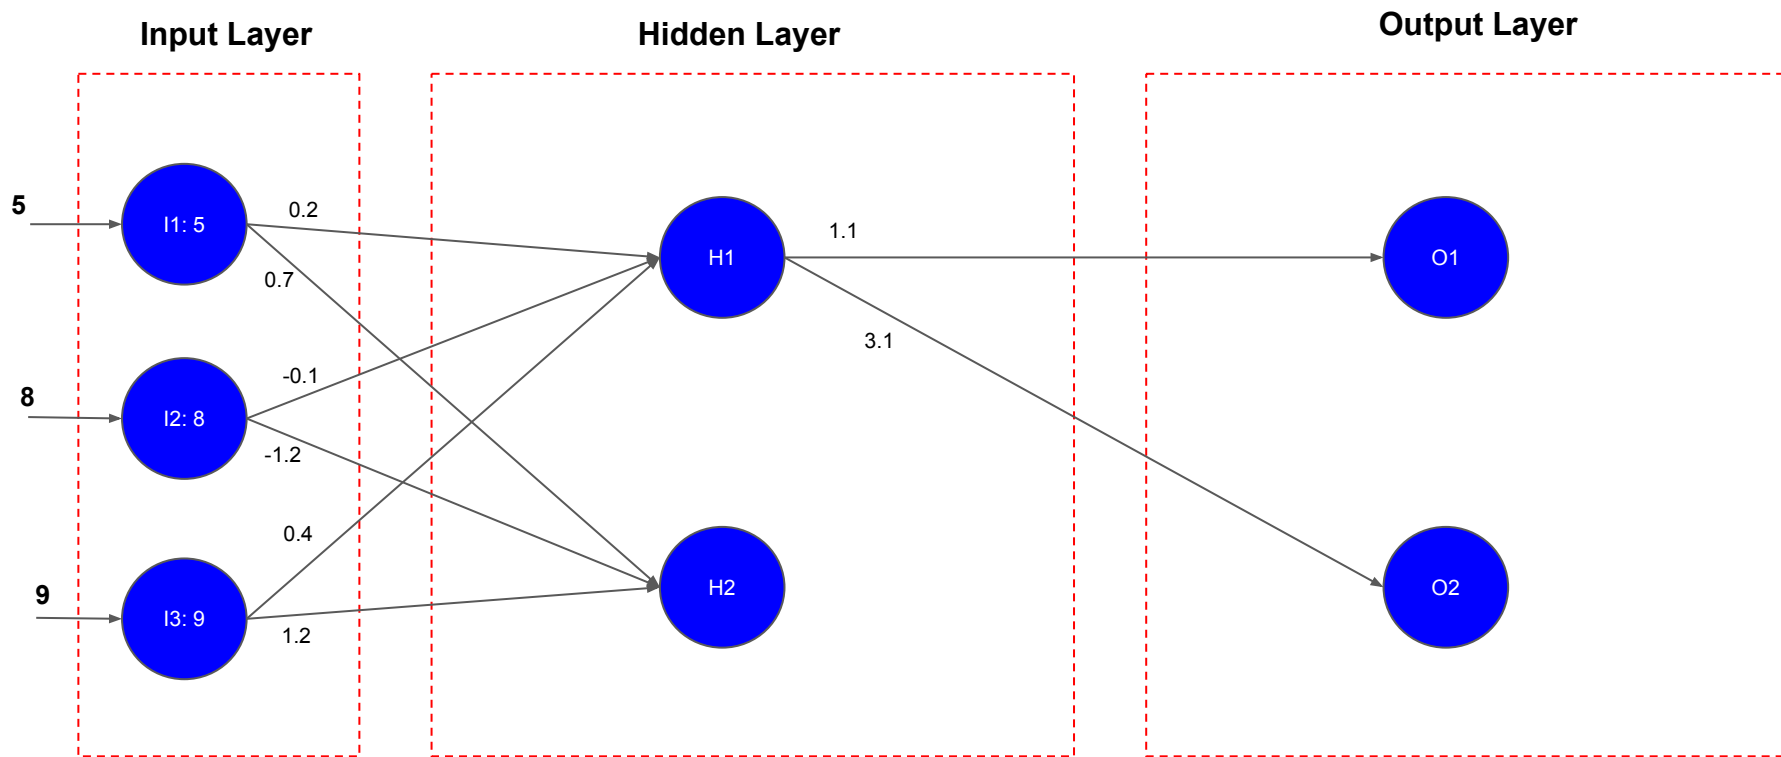 Input Layer
Hidden Layer
Output Layer
5
I1: 5
0.2
0.7
8
I2: 8
-0.1
-1.2
9
I3: 9
0.4
1.2
H1
1.1
3.1
H2
O1
O2